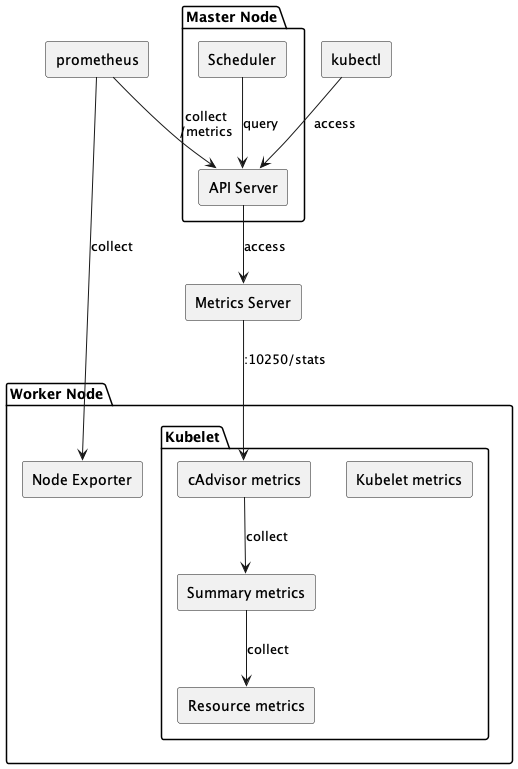 Master Node
prometheus
Scheduler
kubectl
collect
/metrics
query
access
API Server
collect
access
Metrics Server
:10250/stats
Worker Node
Kubelet
Node Exporter
cAdvisor metrics
Kubelet metrics
collect
Summary metrics
collect
Resource metrics